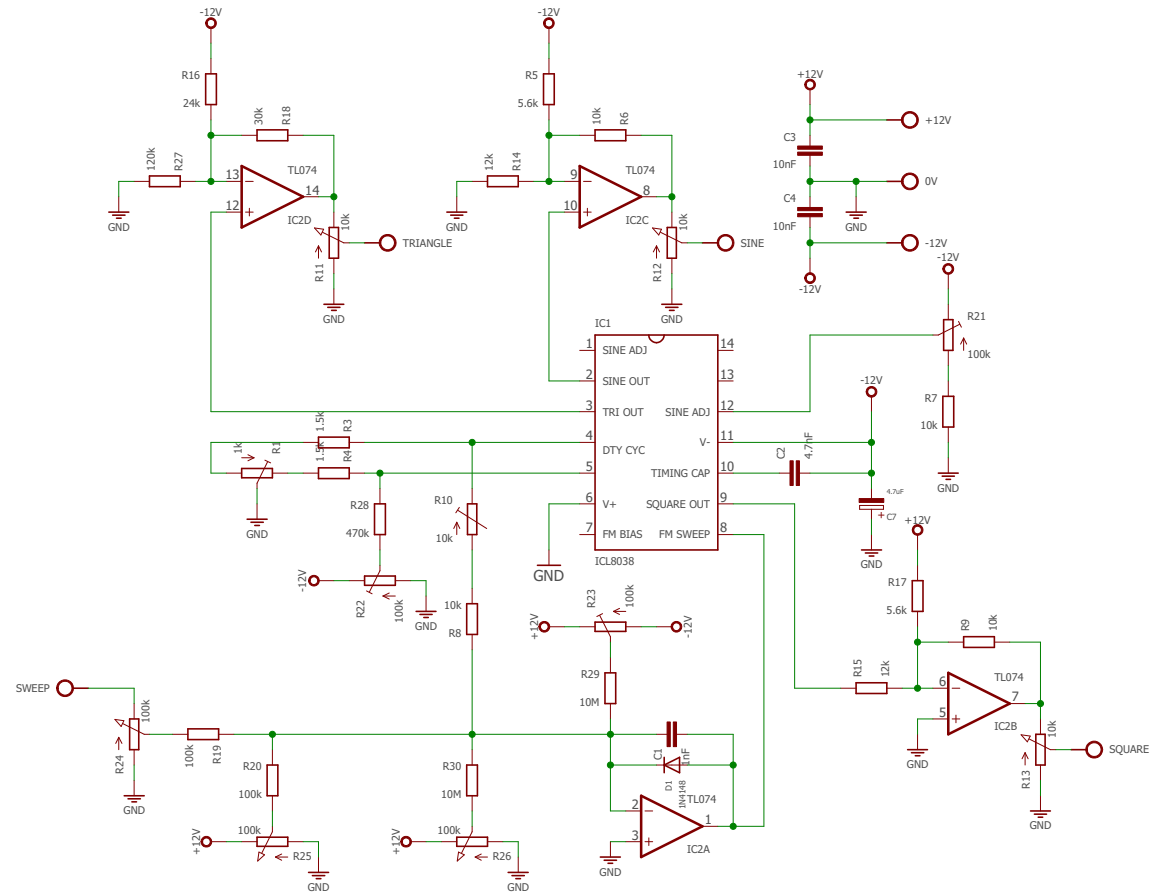 -12V
R16
24k
30k
R18
120k
R27
13
12
14
TL074
IC2D
GND
10k
R11
TRIANGLE
GND
-12V
R5
5.6k
10k
R6
12k
R14
9
10
8
TL074
IC2C
GND
10k
R12
SINE
GND
+12V
C3
10nF
C4
10nF
-12V
+12V
0V
GND
-12V
-12V
R21
100k
R7
10k
GND
IC1
1
SINE ADJ
14
2
SINE OUT
13
3
TRI OUT
SINE ADJ
12
4
DTY CYC
V-
11
5
TIMING CAP
10
6
V+
SQUARE OUT
9
7
FM BIAS
FM SWEEP
8
ICL8038
GND
1.5k
R3
1k
R1
1.5k
R4
GND
R28
470k
-12V
R22
100k
GND
R10
10k
10k
R8
-12V
C2
4.7nF
4.7uF
C7
GND
+12V
R23
100k
-12V
R29
10M
+12V
R17
5.6k
R9
10k
R15
12k
6
5
7
TL074
IC2B
GND
10k
R13
SQUARE
GND
SWEEP
100k
R24
GND
100k
R19
R20
100k
+12V
100k
R25
GND
R30
10M
+12V
100k
R26
GND
C1
1nF
D1
1N4148
2
3
1
TL074
IC2A
GND